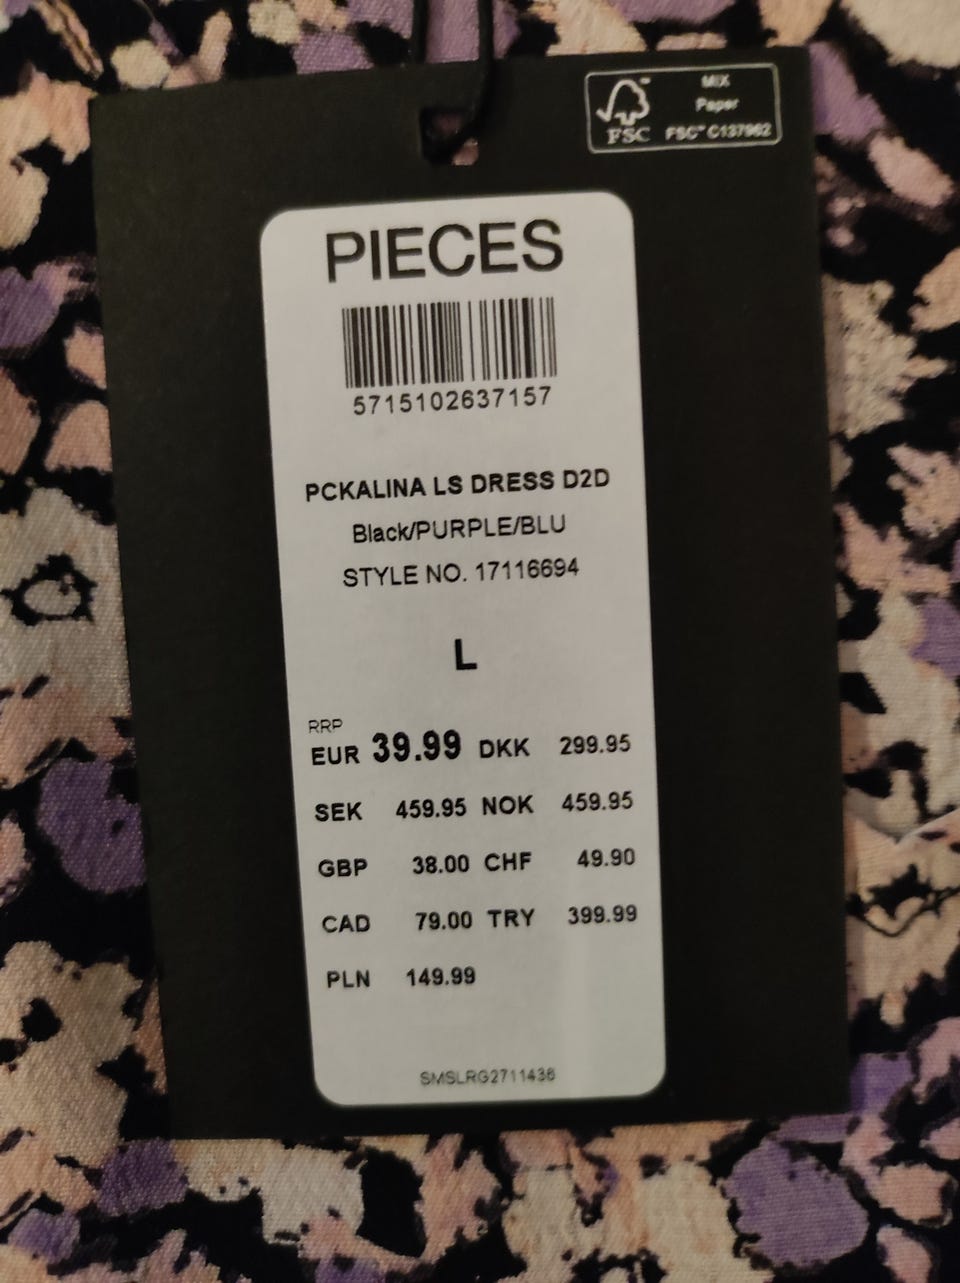 MIX
Paper
FSC
FSC™ C137962
PIECES
5715102637157
PCKALINA LS DRESS D2D
Black/PURPLE/BLU
STYLE NO. 17116694
L
RRP
EUR 39.99 DKK 299.95
SEK 459.95 NOK 459.95
GBP 38.00 CHF 49.90
CAD 79.00 TRY 399.99
PLN 149.99
SMSLRG2711436